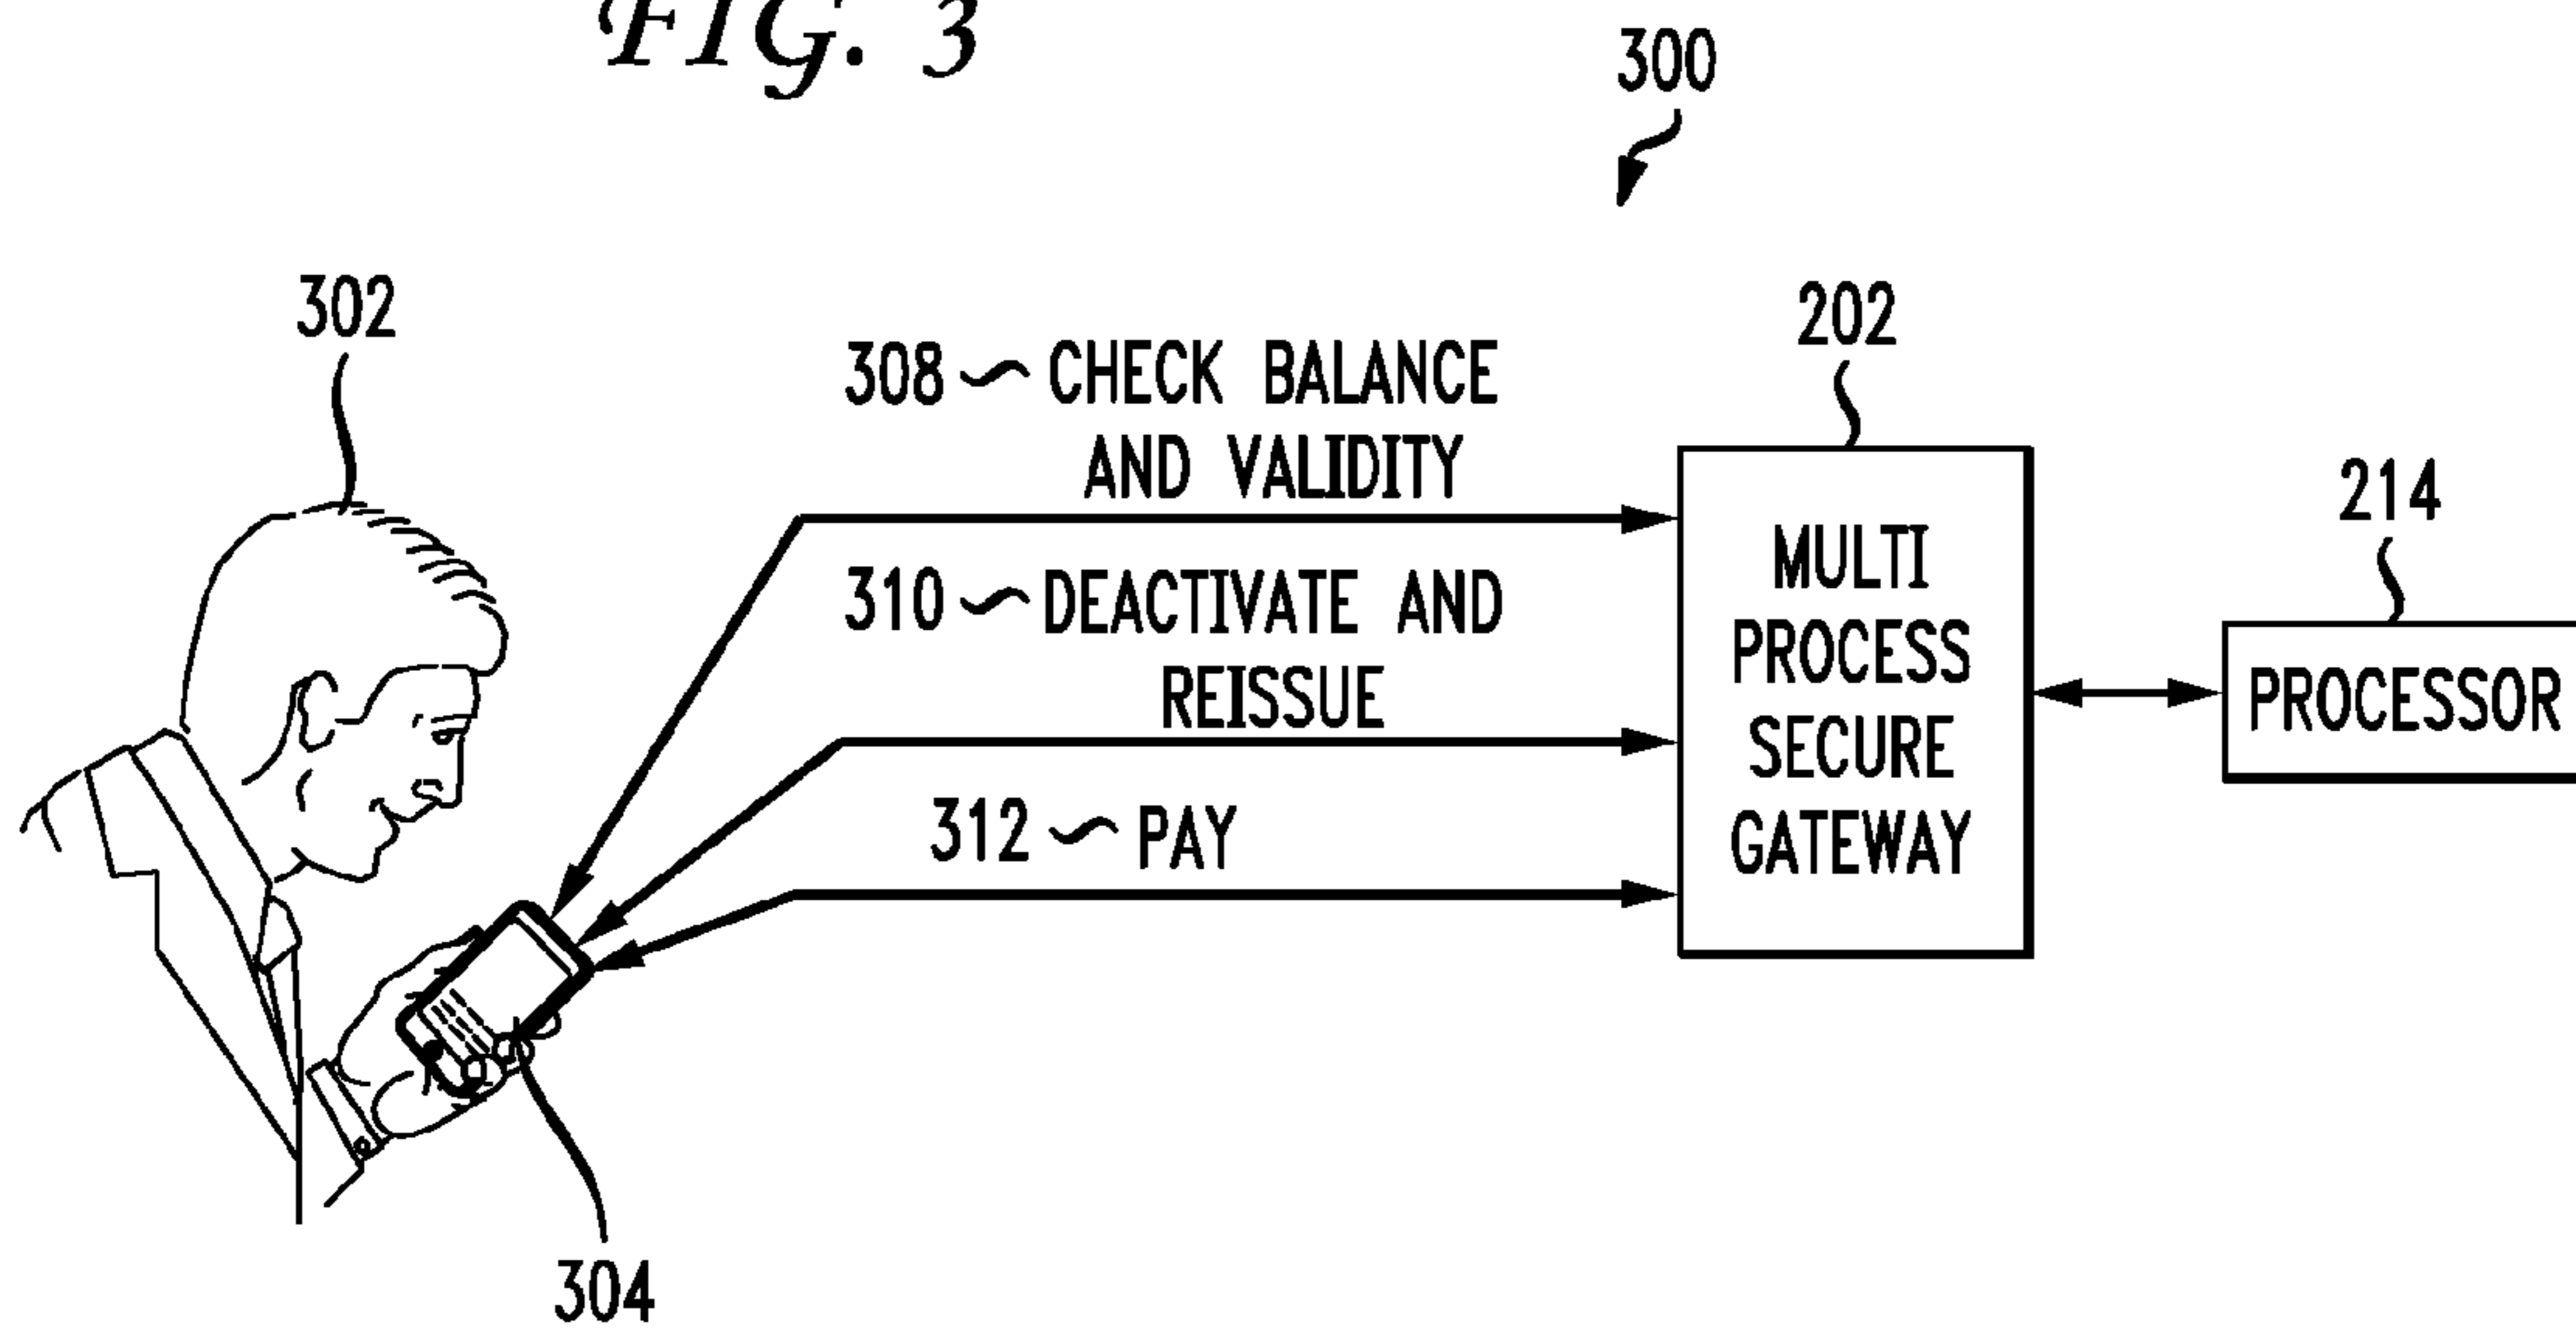 FIG. 3
300
302
308 CHECK BALANCE
AND VALIDITY
310 DEACTIVATE AND
REISSUE
312 PAY
202
MULTI
PROCESS
SECURE
GATEWAY
214
PROCESSOR
304